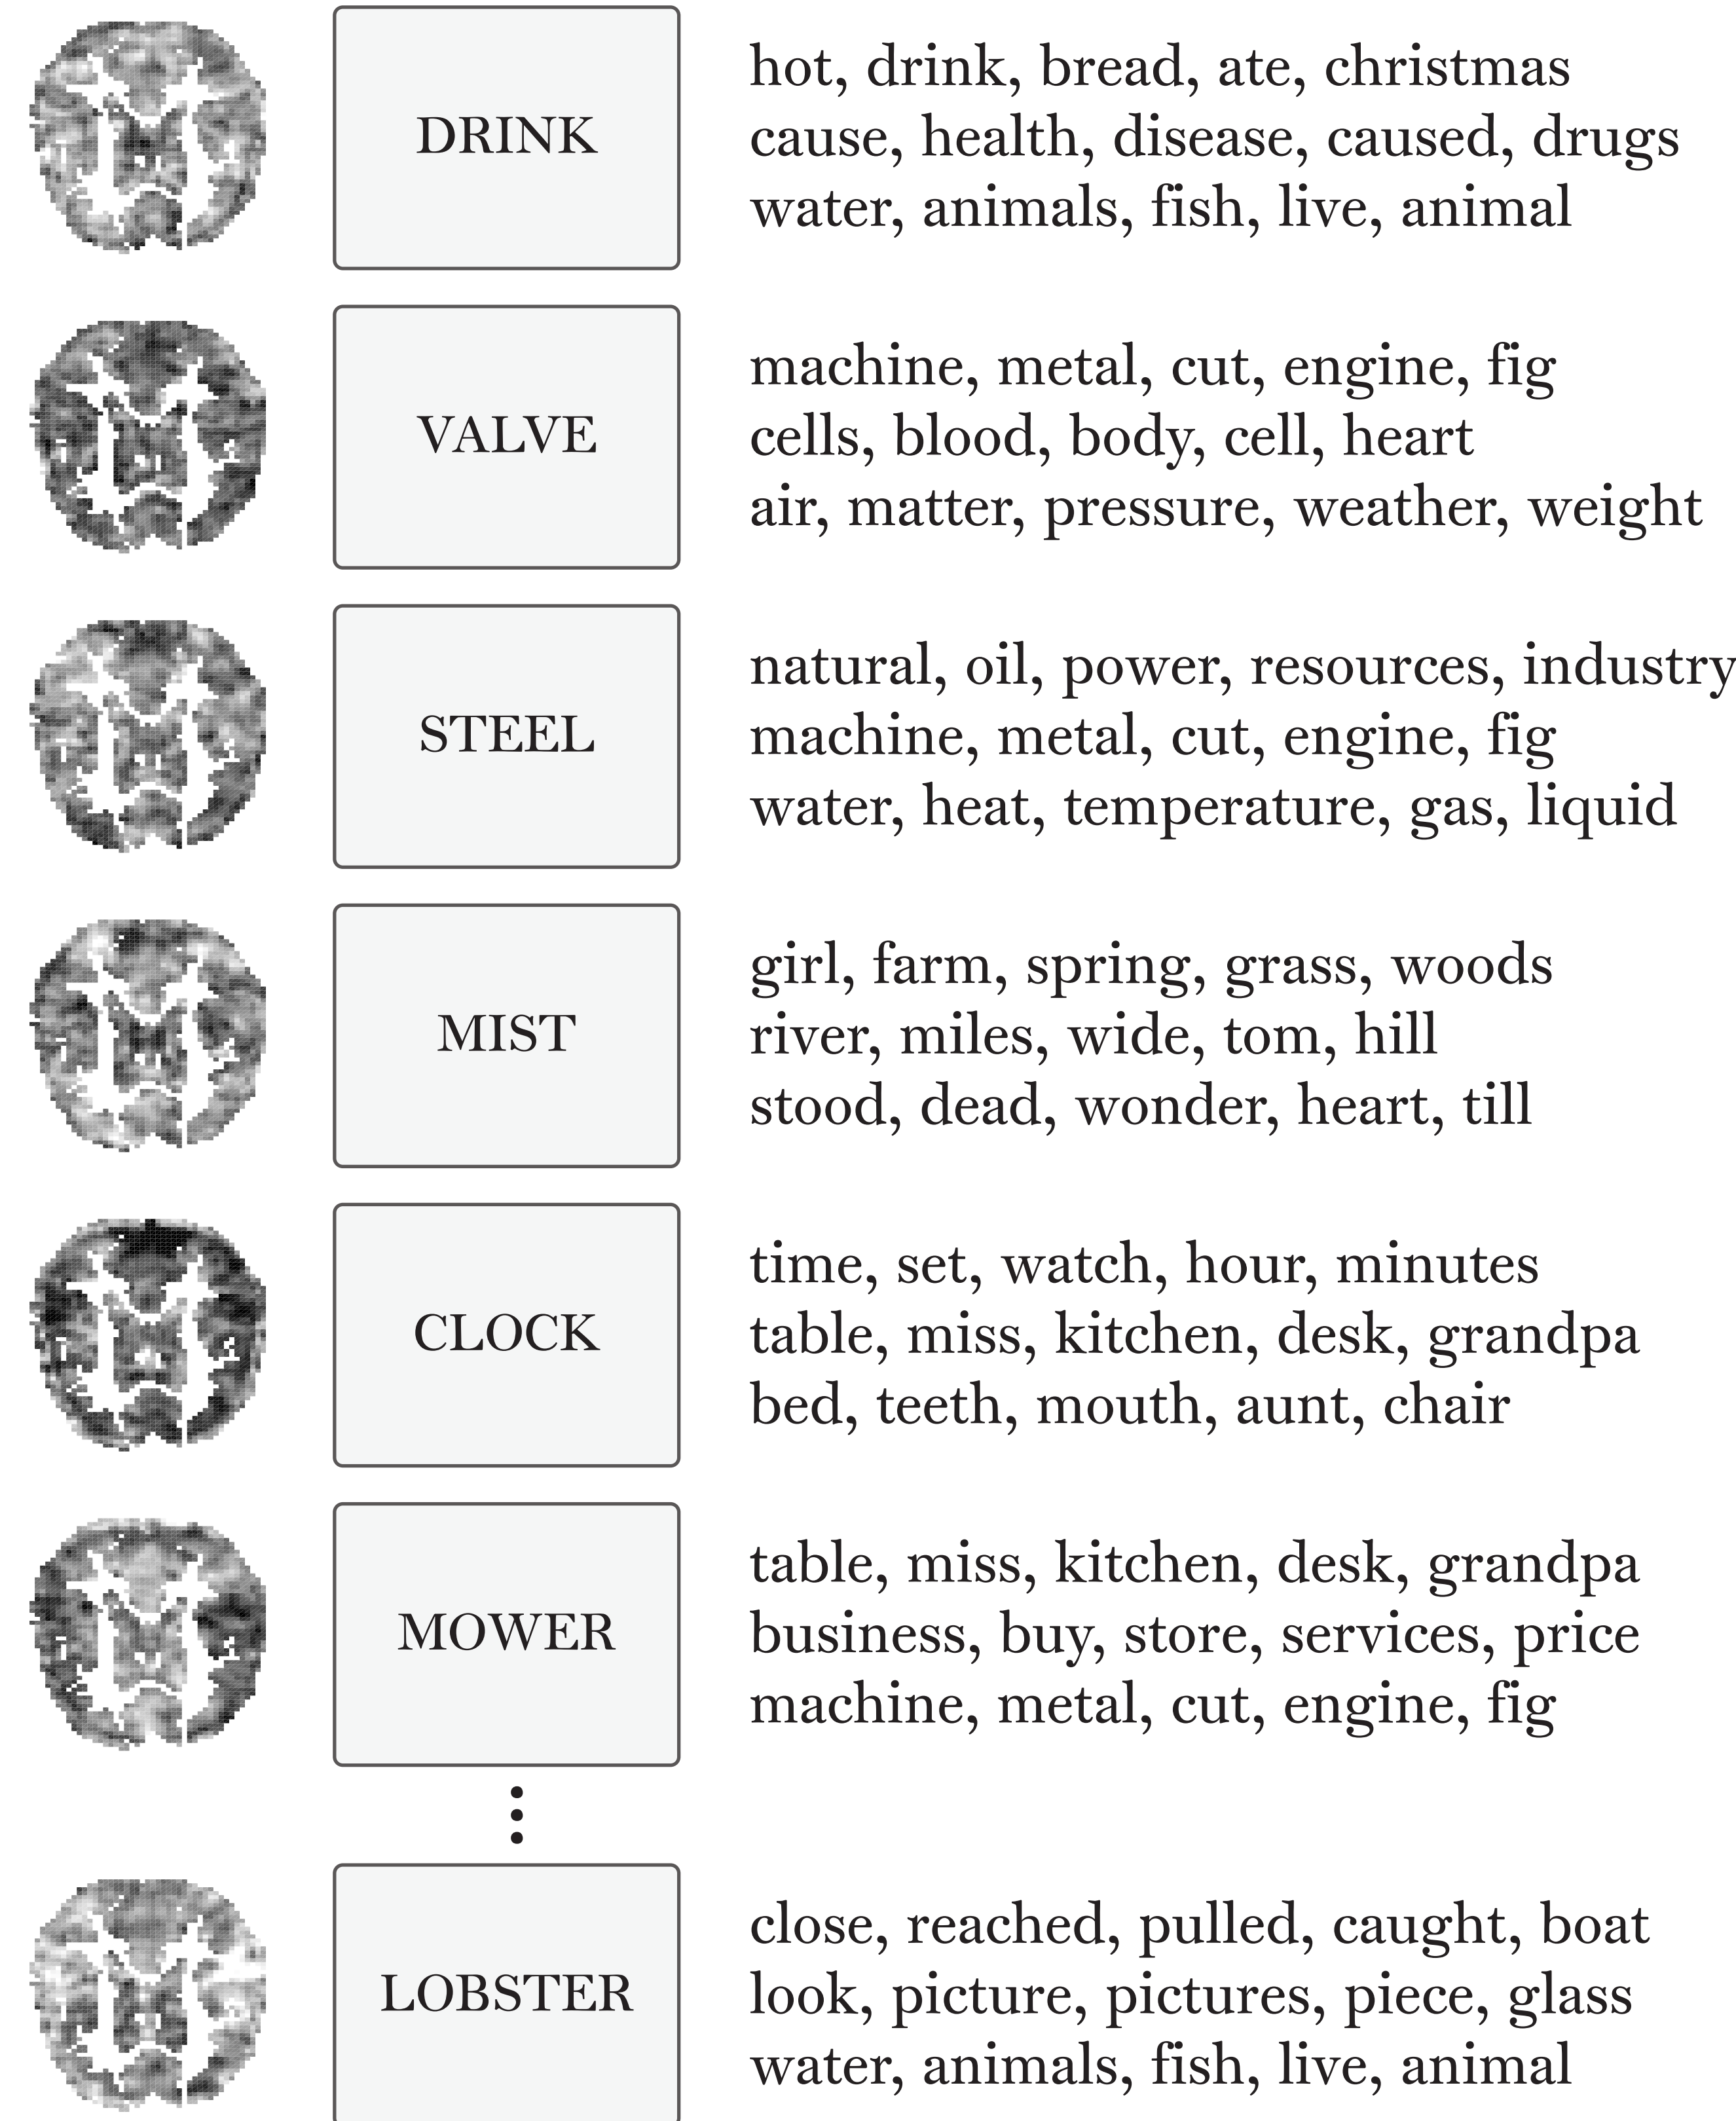 DRINK
hot, drink, bread, ate, christmas
cause, health, disease, caused, drugs
water, animals, fish, live, animal
VALVE
machine, metal, cut, engine, fig
cells, blood, body, cell, heart
air, matter, pressure, weather, weight
STEEL
natural, oil, power, resources, industry
machine, metal, cut, engine, fig
water, heat, temperature, gas, liquid
MIST
girl, farm, spring, grass, woods
river, miles, wide, tom, hill
stood, dead, wonder, heart, till
CLOCK
time, set, watch, hour, minutes
table, miss, kitchen, desk, grandpa
bed, teeth, mouth, aunt, chair
MOWER
table, miss, kitchen, desk, grandpa
business, buy, store, services, price
machine, metal, cut, engine, fig
LOBSTER
close, reached, pulled, caught, boat
look, picture, pictures, piece, glass
water, animals, fish, live, animal